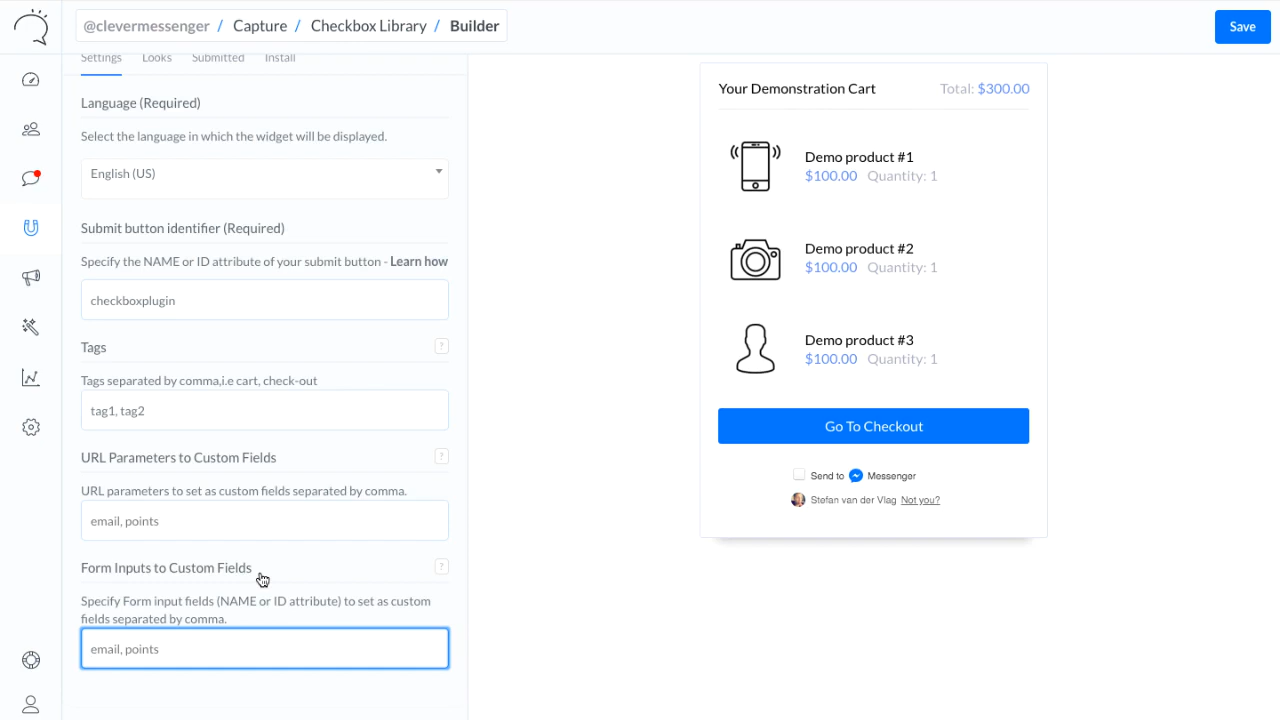 @clevermessenger / Capture / Checkbox Library / Builder
Save
Settings Looks Submitted Install
Language (Required)
Select the language in which the widget will be displayed.
English (US)
Submit button identifier (Required)
Specify the NAME or ID attribute of your submit button - Learn how
checkboxplugin
Tags ?
Tags separated by comma,i.e cart, check-out
tag1, tag2
URL Parameters to Custom Fields ?
URL parameters to set as custom fields separated by comma.
email, points
Form Inputs to Custom Fields ?
Specify Form input fields (NAME or ID attribute) to set as custom
fields separated by comma.
email, points
Your Demonstration Cart Total: $300.00
Demo product #1
$100.00 Quantity: 1
Demo product #2
$100.00 Quantity: 1
Demo product #3
$100.00 Quantity: 1
Go To Checkout
Send to Messenger
Stefan van der Vlag Not you?